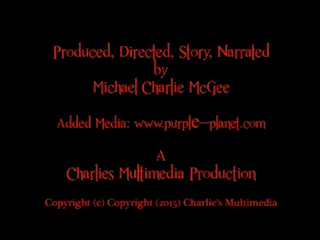 Produced, Directed, Story, Narrated
by
Michael Charlie McGee
Added Media: www.purple-planet.com
A
Charlies Multimedia Production
Copyright (c) Copyright (2015) Charlie's Multimedia